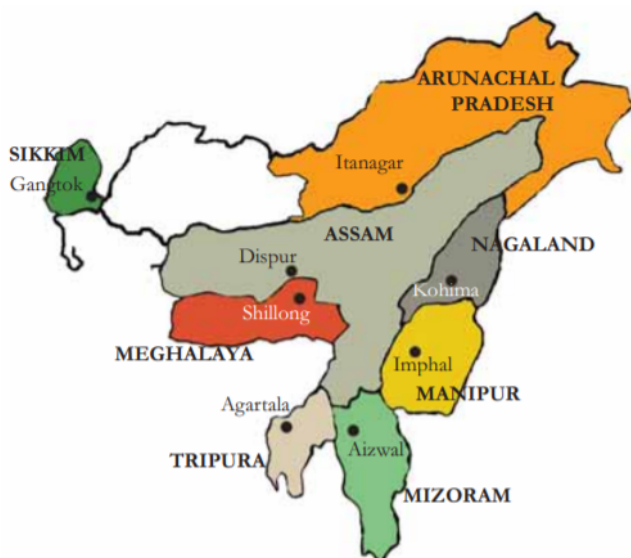 ARUNACHAL
PRADESH
SIKKIM
Gangtok
Itanagar
ASSAM
NAGALAND
Dispur
Kohima
Shillong
MEGHALAYA
Imphal
MANIPUR
Agartala
Aizwal
TRIPURA
MIZORAM